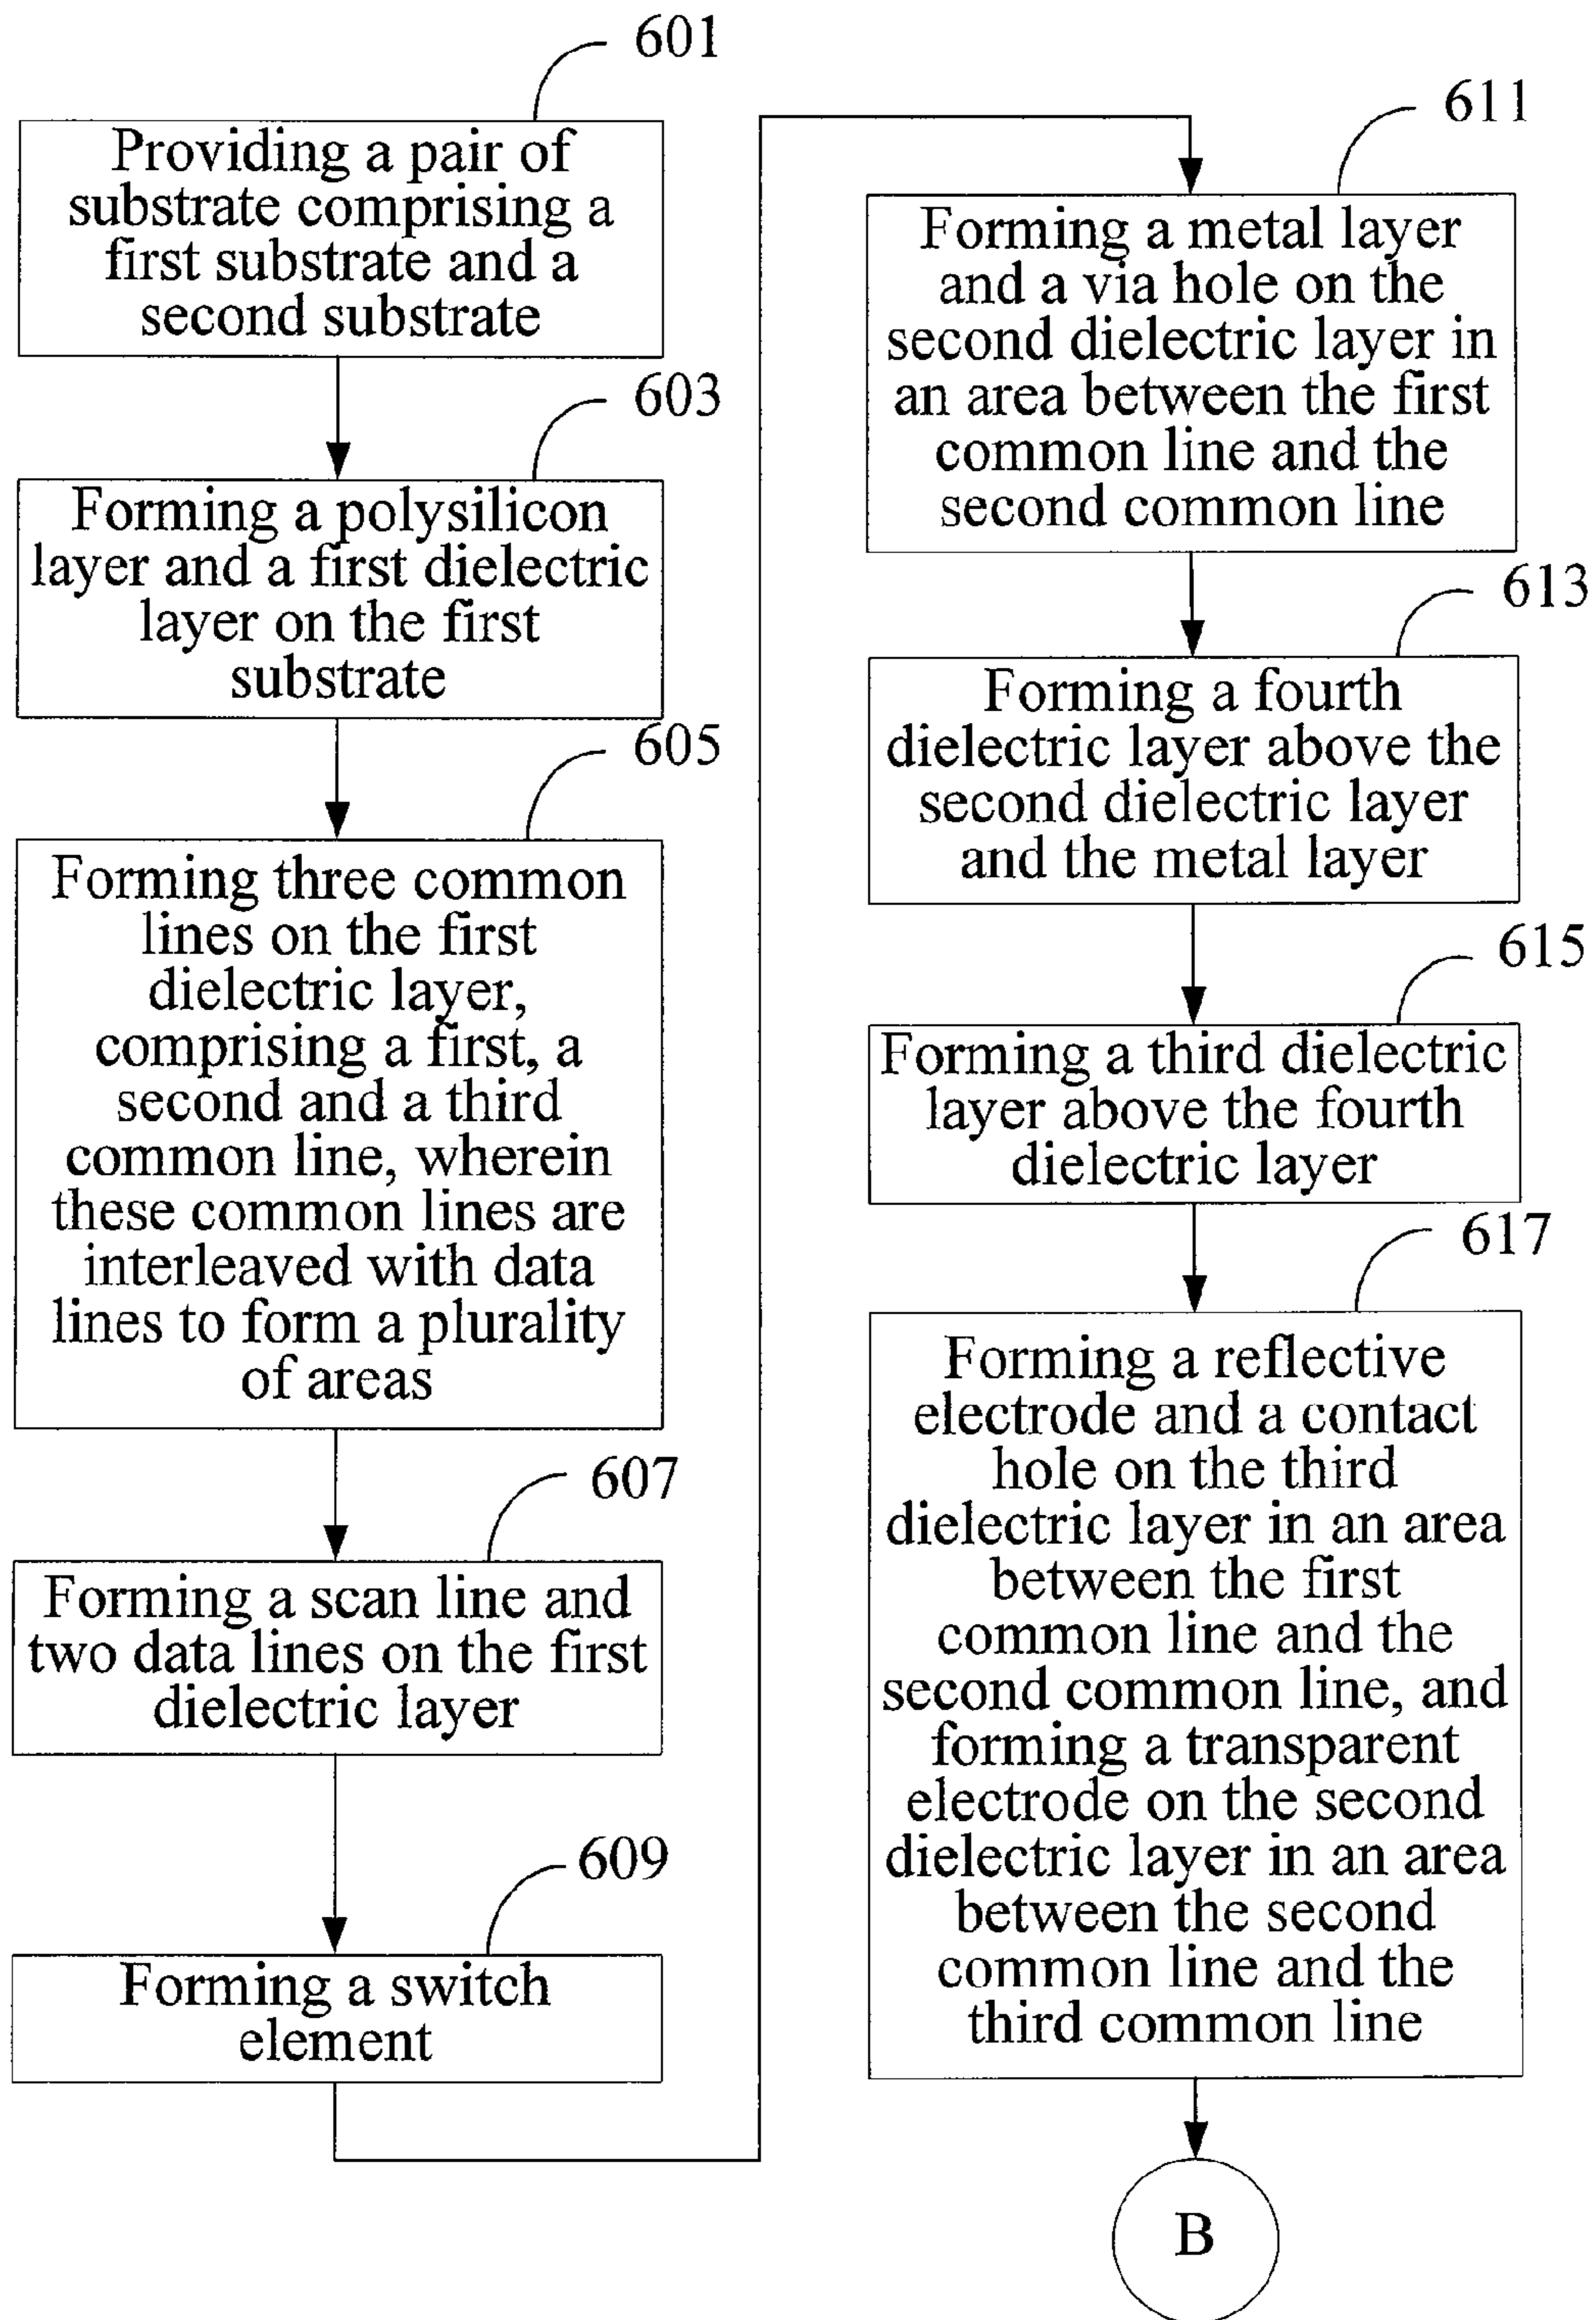 601
Providing a pair of
substrate comprising a
first substrate and a
second substrate
603
Forming a polysilicon
layer and a first dielectric
layer on the first
substrate
605
Forming three common
lines on the first
dielectric layer,
comprising a first, a
second and a third
common line, wherein
these common lines are
interleaved with data
lines to form a plurality
of areas
607
Forming a scan line and
two data lines on the first
dielectric layer
609
Forming a switch
element
611
Forming a metal layer
and a via hole on the
second dielectric layer in
an area between the first
common line and the
second common line
613
Forming a fourth
dielectric layer above the
second dielectric layer
and the metal layer
615
Forming a third dielectric
layer above the fourth
dielectric layer
617
Forming a reflective
electrode and a contact
hole on the third
dielectric layer in an area
between the first
common line and the
second common line, and
forming a transparent
electrode on the second
dielectric layer in an area
between the second
common line and the
third common line
B